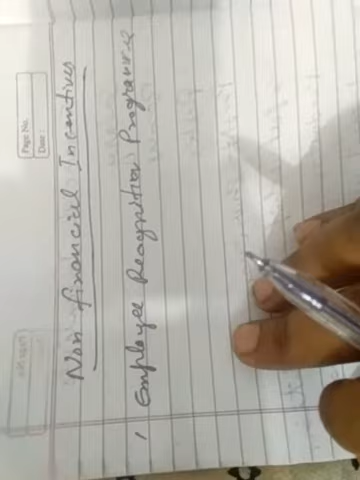 Page No.
Date:
Non financial Incentives
1 Employee Recognition Programme